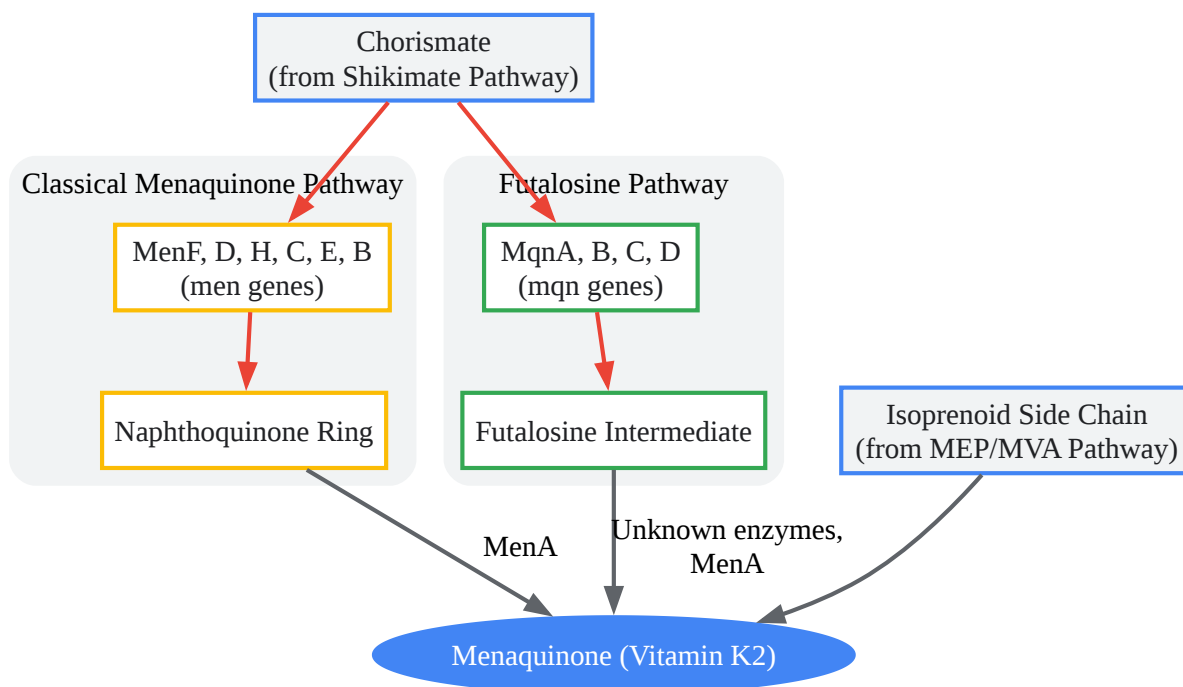 Chorismate
(from Shikimate Pathway)
Classical Menaquinone Pathway
Futalosine Pathway
MenF, D, H, C, E, B
(men genes)
MqnA, B, C, D
(mqn genes)
Naphthoquinone Ring
Futalosine Intermediate
Isoprenoid Side Chain
(from MEP/MVA Pathway)
MenA
Unknown enzymes,
MenA
Menaquinone (Vitamin K2)